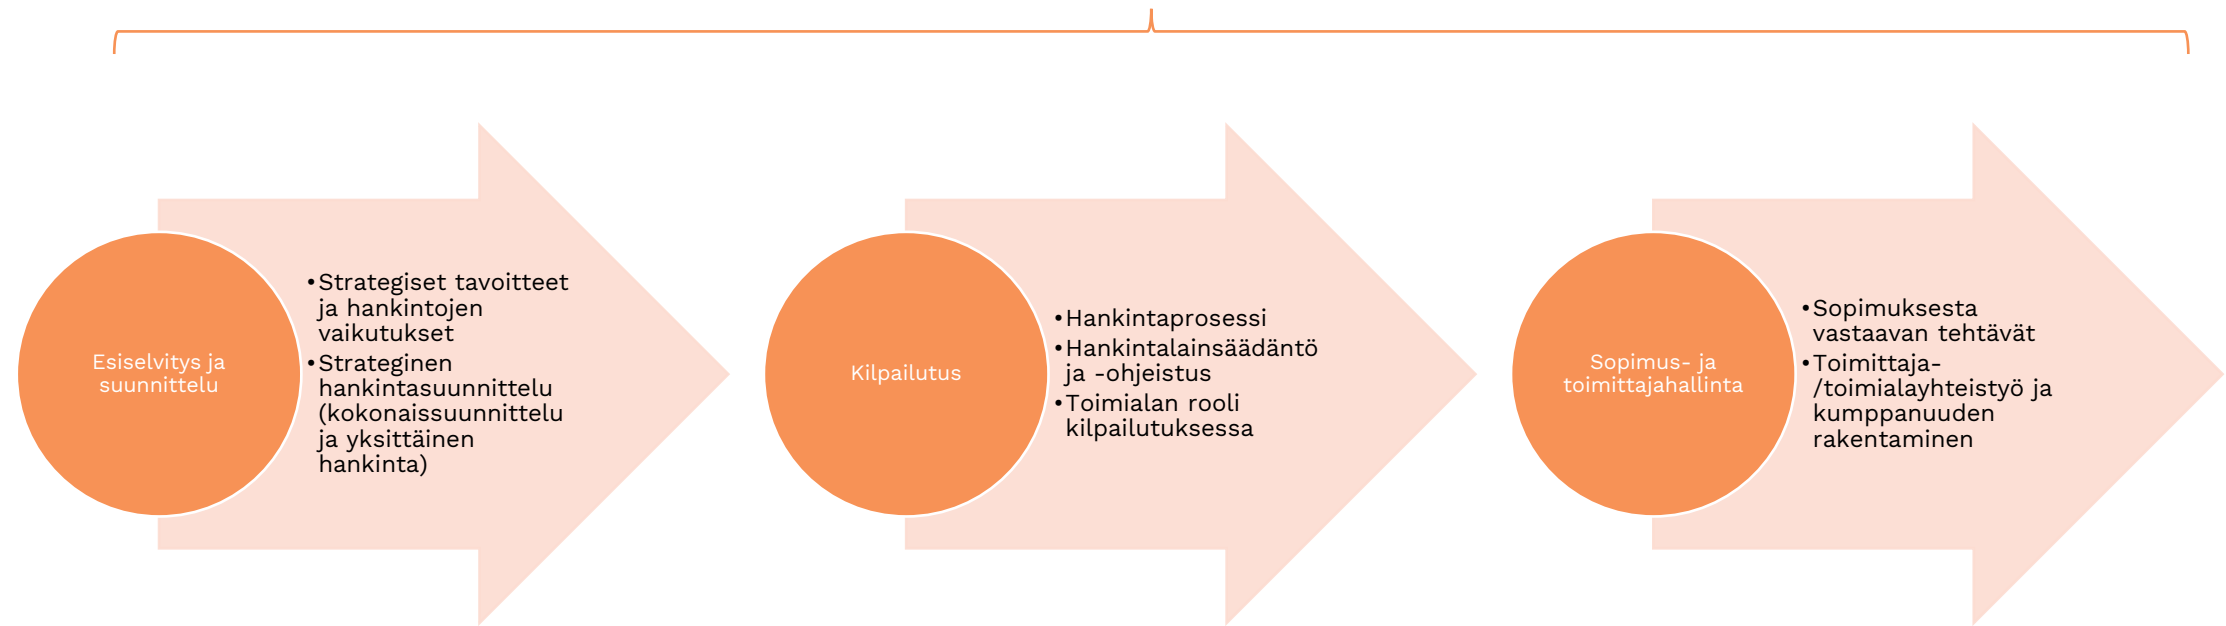 Esiselvitys ja
suunnittelu
•Strategiset tavoitteet
ja hankintojen
vaikutukset
•Strateginen
hankintasuunnittelu
(kokonaissuunnittelu
ja yksittäinen
hankinta)
Kilpailutus
•Hankintaprosessi
•Hankintalainsäädäntö
ja -ohjeistus
•Toimialan rooli
kilpailutuksessa
Sopimus- ja
toimittajahallinta
•Sopimuksesta
vastaavan tehtävät
•Toimittaja-
/toimialayhteistyö ja
kumppanuuden
rakentaminen